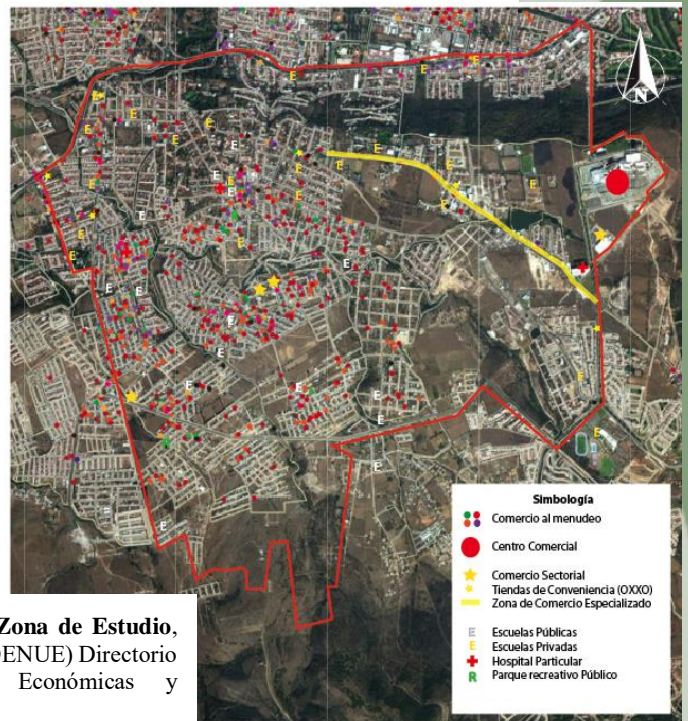 N
Simbología
Comercio al menudeo
Centro Comercial
Comercio Sectorial
Tiendas de Conveniencia (OXXO)
Zona de Comercio Especializado
E Escuelas Públicas
E Escuelas Privadas
Hospital Particular
R Parque recreativo Público
Zona de Estudio,
DENUE) Directorio
Económicas y